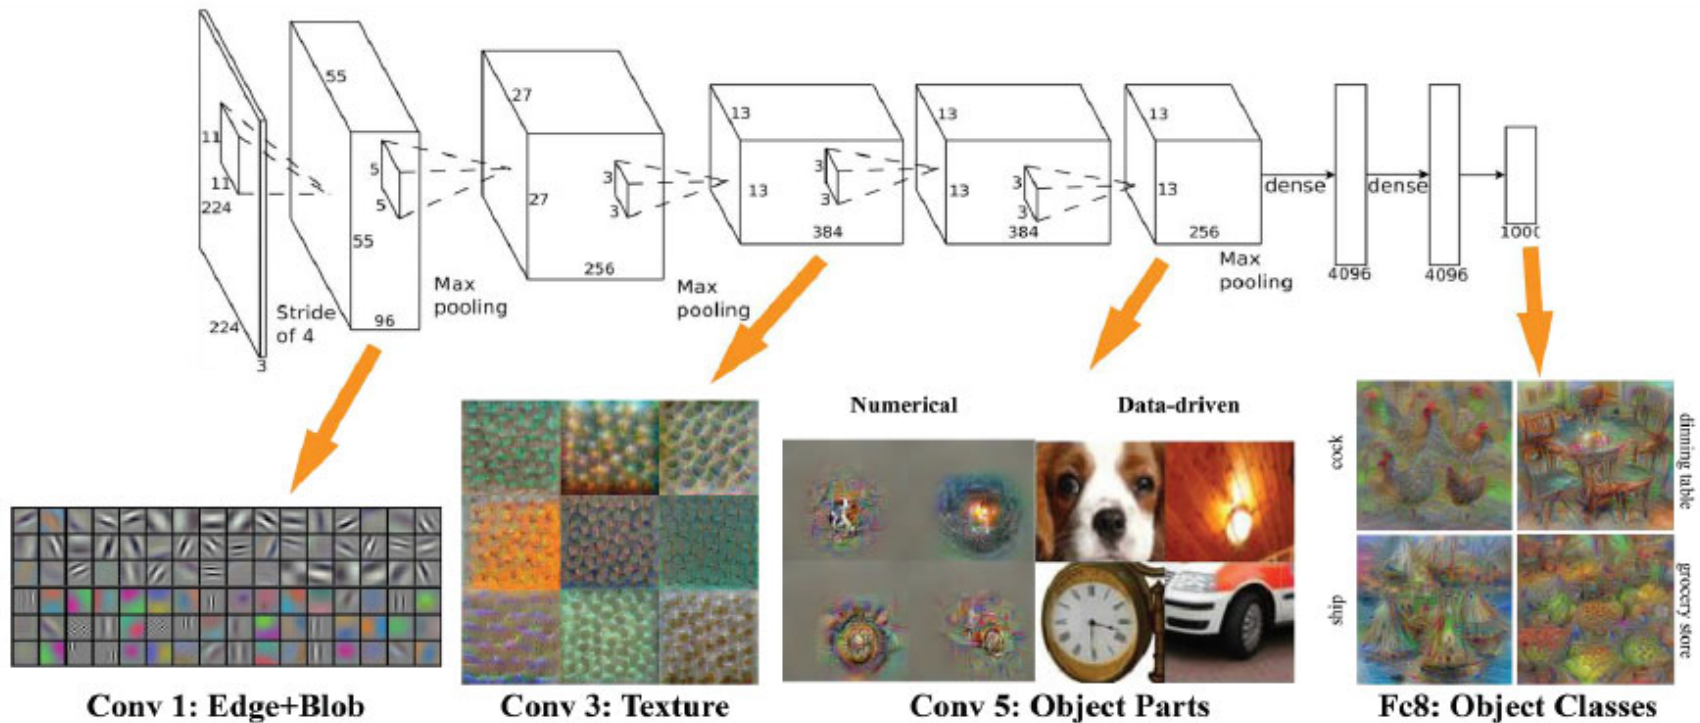 55
27
13
13
13
11
5
3
3
3
11
5
3
3
3
224
55
27
13
13
13
dense
dense
384
384
256
1000
256
Max
pooling
Max
pooling
Max
pooling
4096
4096
224
Stride
of 4
96
3
Numerical
Data-driven
cock
dinning table
ship
grocery store
Conv 1: Edge+Blob
Conv 3: Texture
Conv 5: Object Parts
Fc8: Object Classes